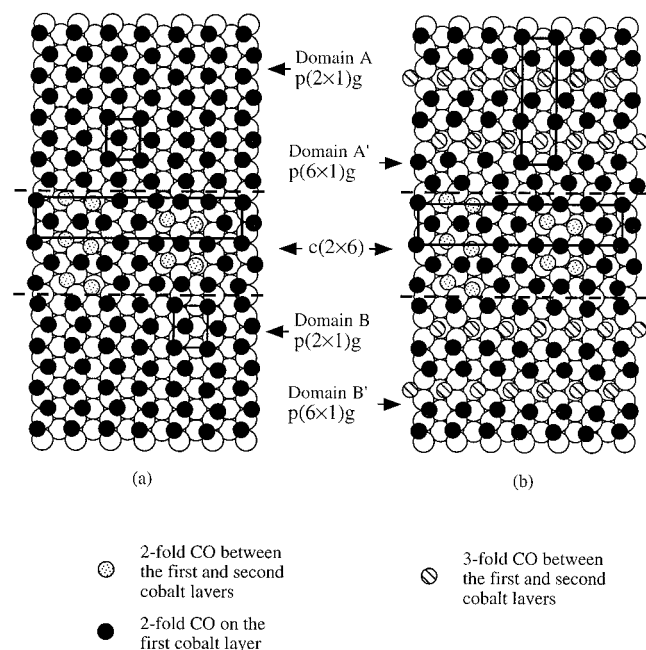 Domain A
p(2×1)g
Domain A'
p(6×1)g
c(2×6)
Domain B
p(2×1)g
Domain B'
p(6×1)g
(a)
(b)
2-fold CO between
the first and second
cobalt lavers
2-fold CO on the
first cobalt layer
3-fold CO between
the first and second
cobalt lavers